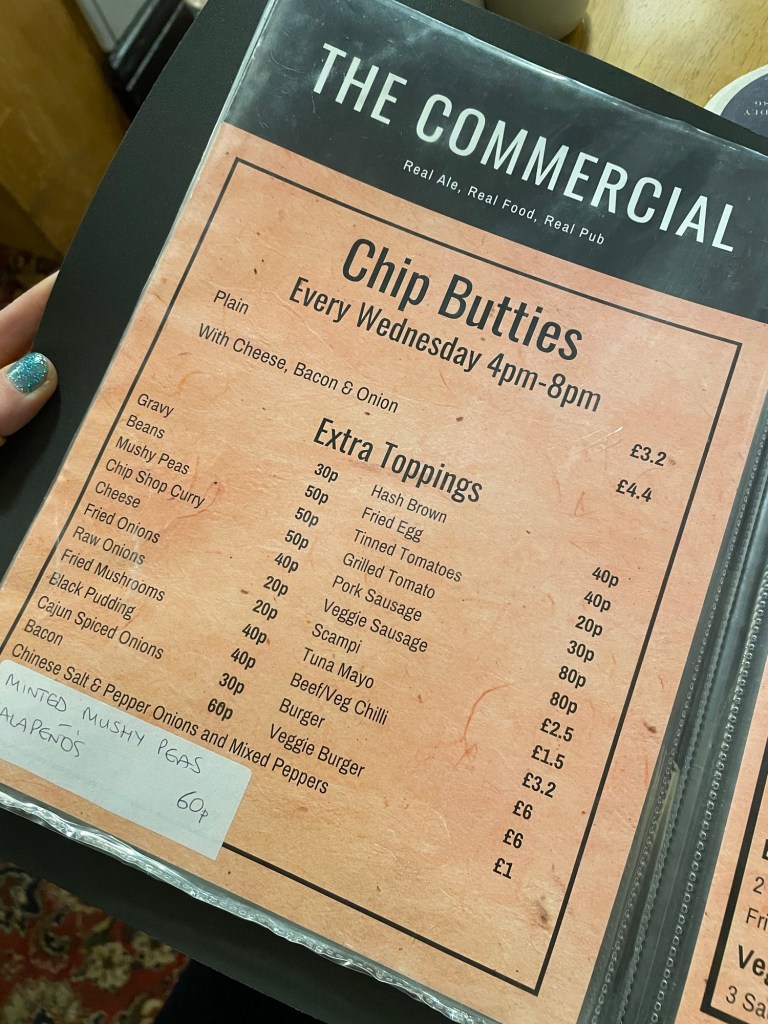 THE COMMERCIAL
Real Ale, Real Food, Real Pub
Chip Butties
Every Wednesday 4pm-8pm
Plain £3.2
With Cheese, Bacon & Onion £4.4
Extra Toppings
Gravy 30p Hash Brown 40p
Beans 50p Fried Egg 40p
Mushy Peas 50p Tinned Tomatoes 20p
Chip Shop Curry 50p Grilled Tomato 30p
Cheese 40p Pork Sausage 80p
Fried Onions 20p Veggie Sausage 80p
Raw Onions 20p Scampi £2.5
Fried Mushrooms 40p Tuna Mayo £1.5
Black Pudding 40p Beef/Veg Chilli £3.2
Cajun Spiced Onions 30p Burger £6
Bacon 60p Veggie Burger £6
Chinese Salt & Pepper Onions and Mixed Peppers £1
MINTED MUSHY PEAS
ALAPENO'S
60p